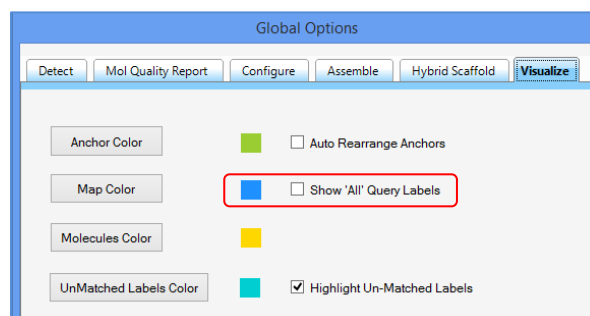 Global Options
Detect Mol Quality Report Configure Assemble Hybrid Scaffold Visualize
Anchor Color Auto Rearrange Anchors
Map Color Show 'All' Query Labels
Molecules Color
UnMatched Labels Color Highlight Un-Matched Labels